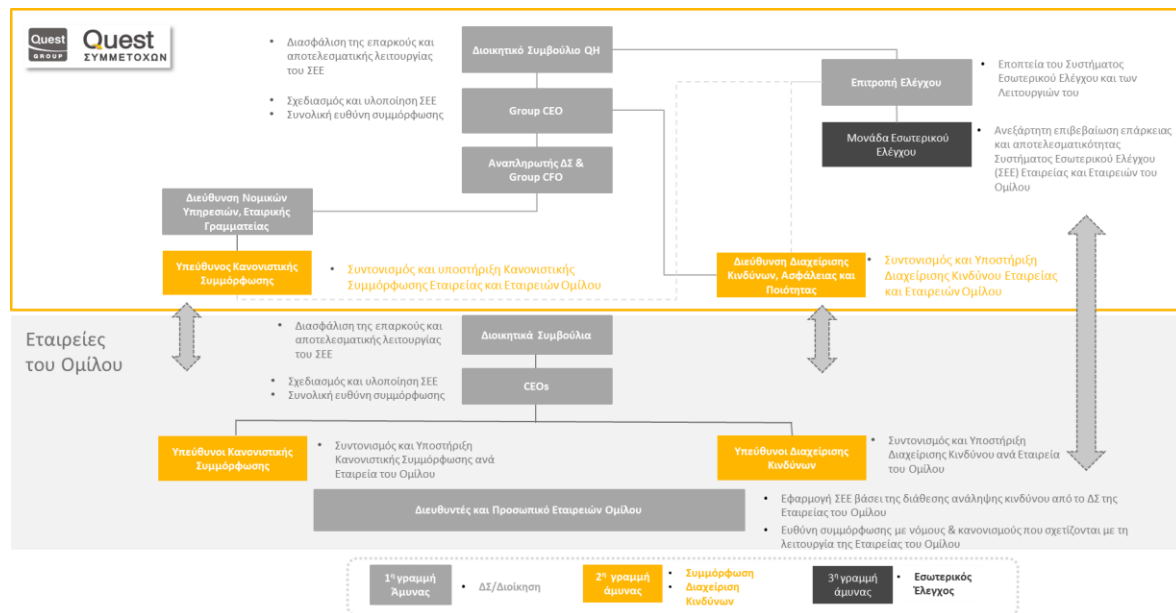 Quest
GROUP
Quest
ΣΥΜΜΕΤΟΧΩΝ
• Διασφάλιση της επαρκούς και
αποτελεσματικής λειτουργίας
του ΣΕΕ
Διοικητικό Συμβούλιο QH
Επιτροπή Ελέγχου
• Εποπτεία του Συστήματος
Εσωτερικού Ελέγχου και των
Λειτουργιών του
• Σχεδιασμός και υλοποίηση ΣΕΕ
• Συνολική ευθύνη συμμόρφωσης
Group CEO
Μονάδα Εσωτερικού
Ελέγχου
• Ανεξάρτητη επιβεβαίωση επάρκειας
και αποτελεσματικότητας
Συστήματος Εσωτερικού Ελέγχου
(ΣΕΕ) Εταιρείας και Εταιρειών του
Ομίλου
Αναπληρωτής ΔΣ &
Group CFO
Διεύθυνση Νομικών
Υπηρεσιών, Εταιρικής
Γραμματείας
Υπεύθυνος Κανονιστικής
Συμμόρφωσης
• Συντονισμός και υποστήριξη Κανονιστικής
Συμμόρφωσης Εταιρείας και Εταιρειών Ομίλου
Διεύθυνση Διαχείρισης
Κινδύνων, Ασφάλειας και
Ποιότητας
• Συντονισμός και Υποστήριξη
Διαχείρισης Κινδύνου Εταιρείας
και Εταιρειών Ομίλου
Εταιρείες
του Ομίλου
• Διασφάλιση της επαρκούς και
αποτελεσματικής λειτουργίας
του ΣΕΕ
Διοικητικά Συμβούλια
• Σχεδιασμός και υλοποίηση ΣΕΕ
• Συνολική ευθύνη συμμόρφωσης
CEOs
Υπεύθυνοι Κανονιστικής
Συμμόρφωσης
• Συντονισμός και Υποστήριξη
Κανονιστικής Συμμόρφωσης ανά
Εταιρεία του Ομίλου
Υπεύθυνοι Διαχείρισης
Κινδύνων
• Συντονισμός και Υποστήριξη
Διαχείρισης Κινδύνου ανά Εταιρεία
του Ομίλου
Διευθυντές και Προσωπικό Εταιρειών Ομίλου
• Εφαρμογή ΣΕΕ βάσει της διάθεσης ανάληψης κινδύνου από το ΔΣ της
Εταιρείας του Ομίλου
• Ευθύνη συμμόρφωσης με νόμους & κανονισμούς που σχετίζονται με τη
λειτουργία της Εταιρείας του Ομίλου
1η γραμμή
Άμυνας
• ΔΣ/Διοίκηση
2η γραμμή
άμυνας
• Συμμόρφωση
• Διαχείριση
Κινδύνων
3η γραμμή
άμυνας
• Εσωτερικός
Έλεγχος